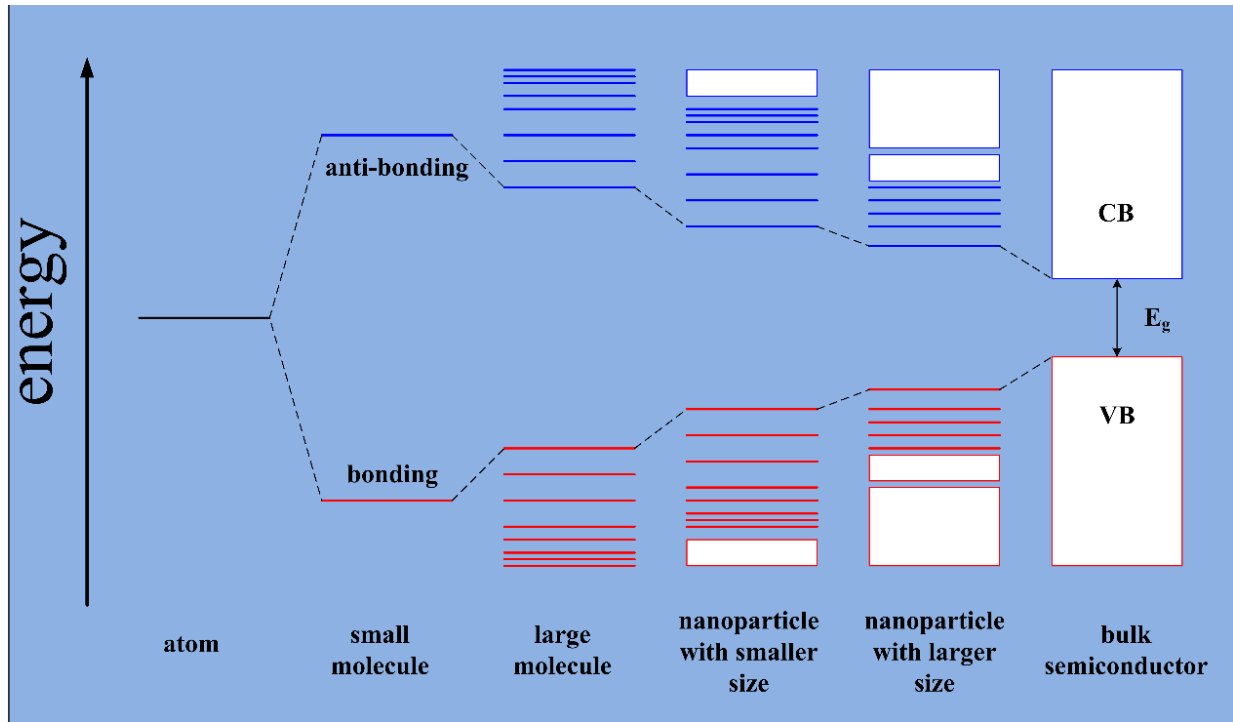 energy
anti-bonding
bonding
CB
E_g
VB
atom
small
molecule
large
molecule
nanoparticle
with smaller
size
nanoparticle
with larger
size
bulk
semiconductor